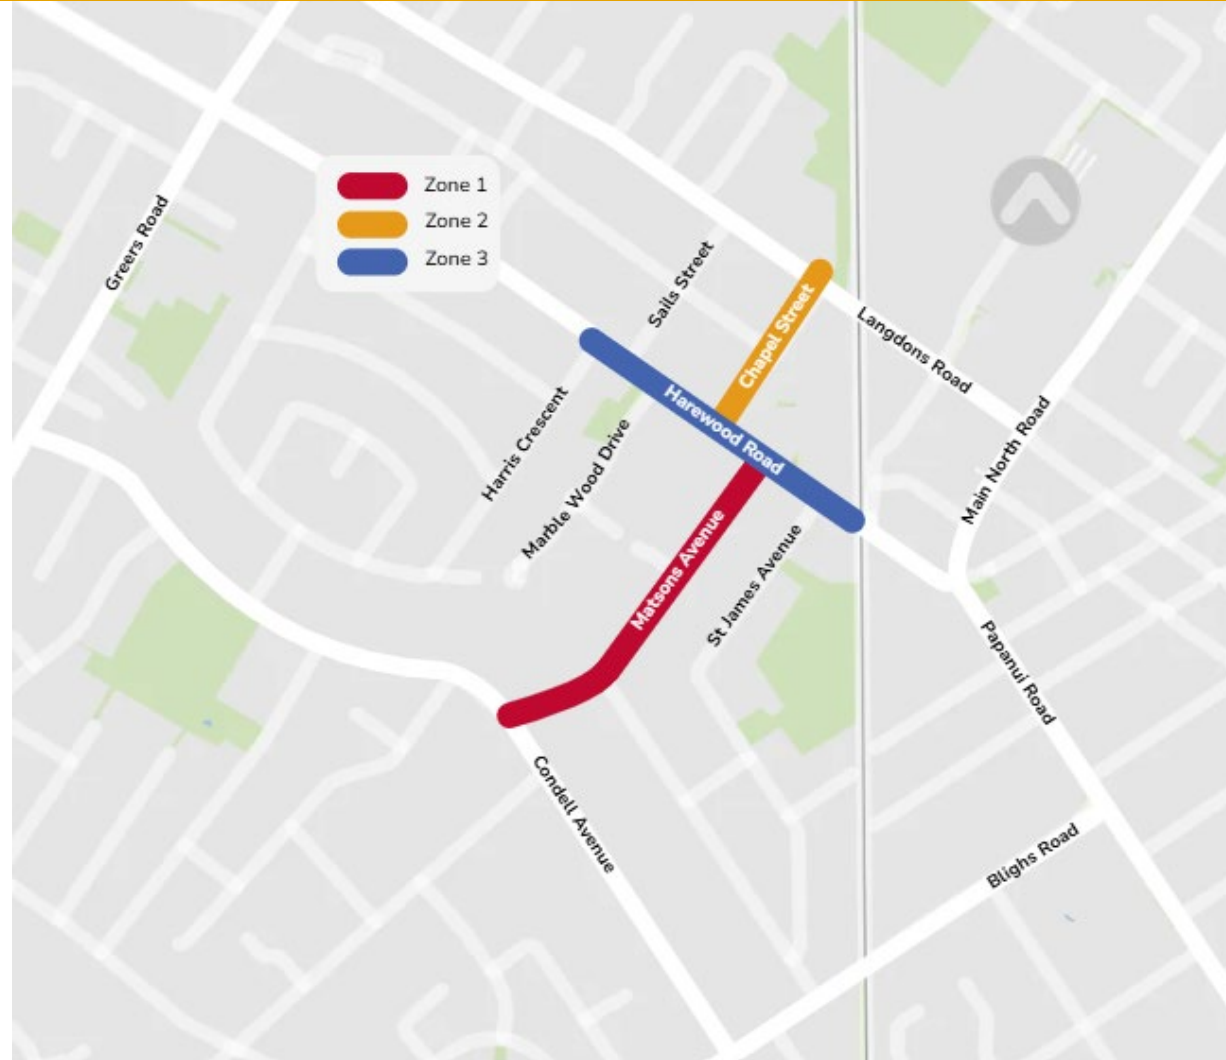 Zone 1
Zone 2
Zone 3
Greers Road
Sails Street
Chapel Street
Langdons Road
Harewood Road
Harris Crescent
Marble Wood Drive
Main North Road
Matsons Avenue
St James Avenue
Papanui Road
Condell Avenue
Blighs Road